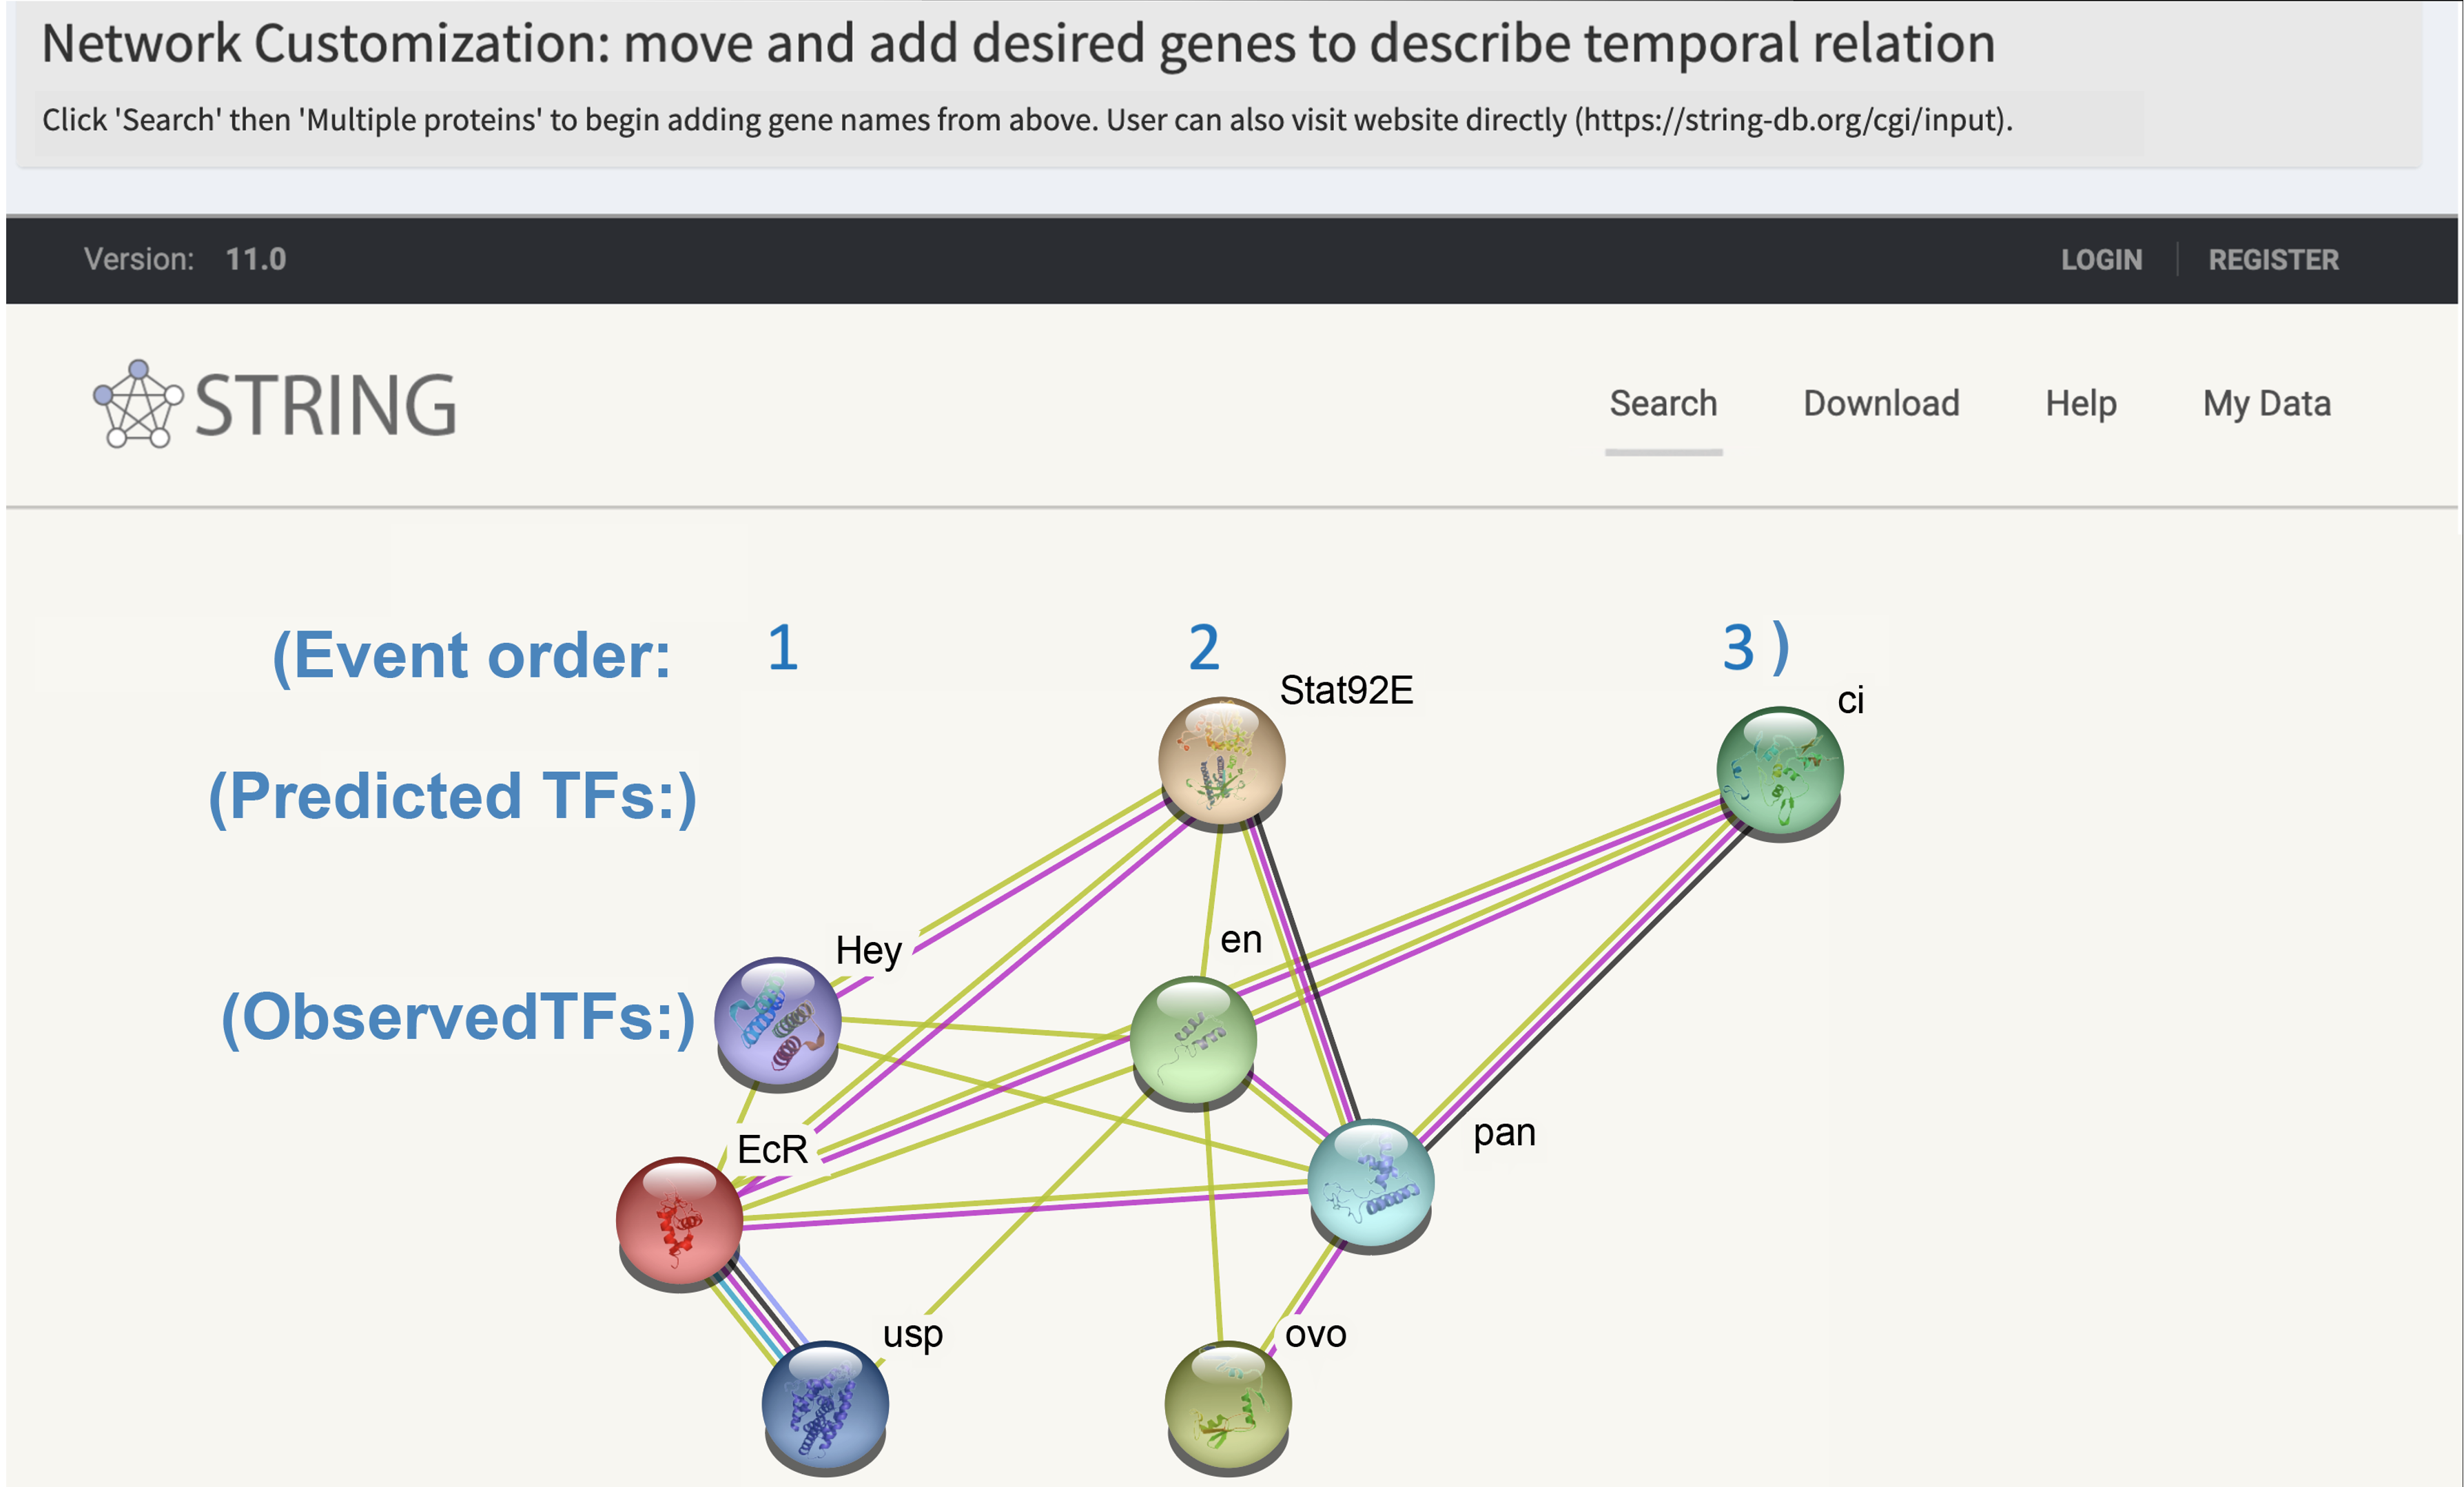 Network Customization: move and add desired genes to describe temporal relation
Click 'Search' then 'Multiple proteins' to begin adding gene names from above. User can also visit website directly (https://string-db.org/cgi/input).
Version: 11.0 LOGIN REGISTER
STRING Search Download Help My Data
(Event order: 1 2 3 )
Stat92E ci
(Predicted TFs:)
Hey en
(ObservedTFs:)
EcR pan
usp ovo